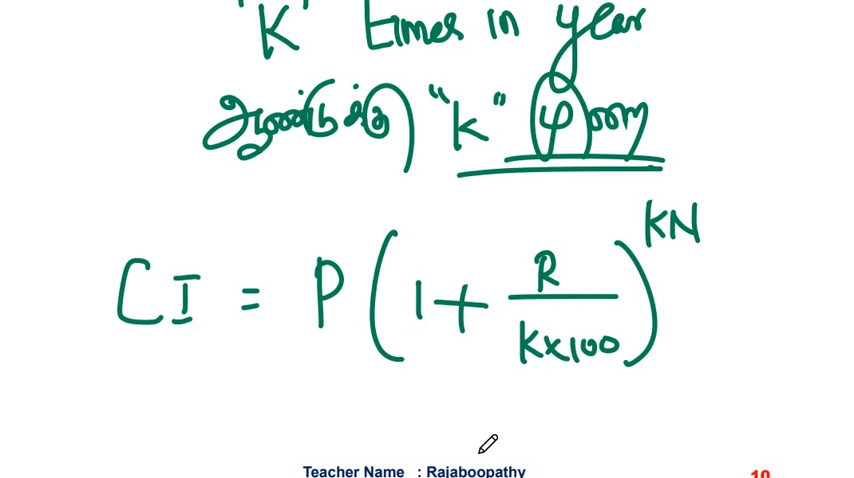 "K" times in year
ஆண்டுக்கு "k" முறை
CI = P(1 + R/(K×100))^KN
Teacher Name : Rajaboopathy
10